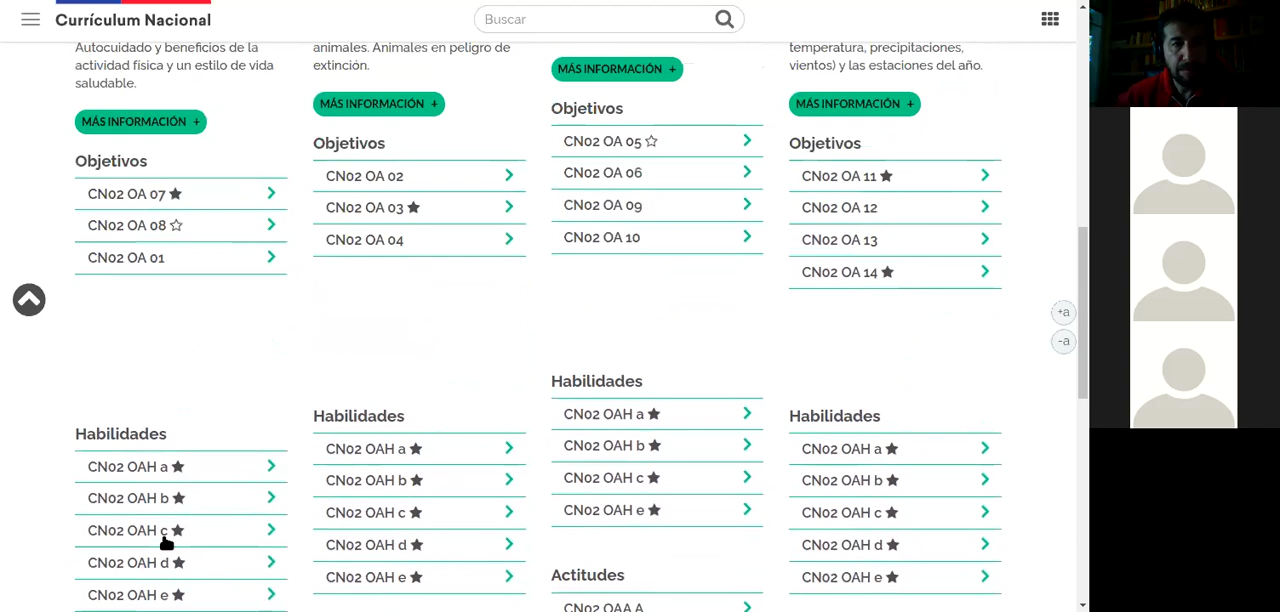 Currículum Nacional
Buscar
Autocuidado y beneficios de la
actividad física y un estilo de vida
saludable.
MÁS INFORMACIÓN +
Objetivos
CN02 OA 07 ★
CN02 OA 08 ☆
CN02 OA 01
Habilidades
CN02 OAH a ★
CN02 OAH b ★
CN02 OAH c ★
CN02 OAH d ★
CN02 OAH e ★
animales. Animales en peligro de
extinción.
MÁS INFORMACIÓN +
Objetivos
CN02 OA 02
CN02 OA 03 ★
CN02 OA 04
Habilidades
CN02 OAH a ★
CN02 OAH b ★
CN02 OAH c ★
CN02 OAH d ★
CN02 OAH e ★
MÁS INFORMACIÓN +
Objetivos
CN02 OA 05 ☆
CN02 OA 06
CN02 OA 09
CN02 OA 10
Habilidades
CN02 OAH a ★
CN02 OAH b ★
CN02 OAH c ★
CN02 OAH e ★
Actitudes
CN02 OAA A
temperatura, precipitaciones,
vientos) y las estaciones del año.
MÁS INFORMACIÓN +
Objetivos
CN02 OA 11 ★
CN02 OA 12
CN02 OA 13
CN02 OA 14 ★
Habilidades
CN02 OAH a ★
CN02 OAH b ★
CN02 OAH c ★
CN02 OAH d ★
CN02 OAH e ★
+a
-a